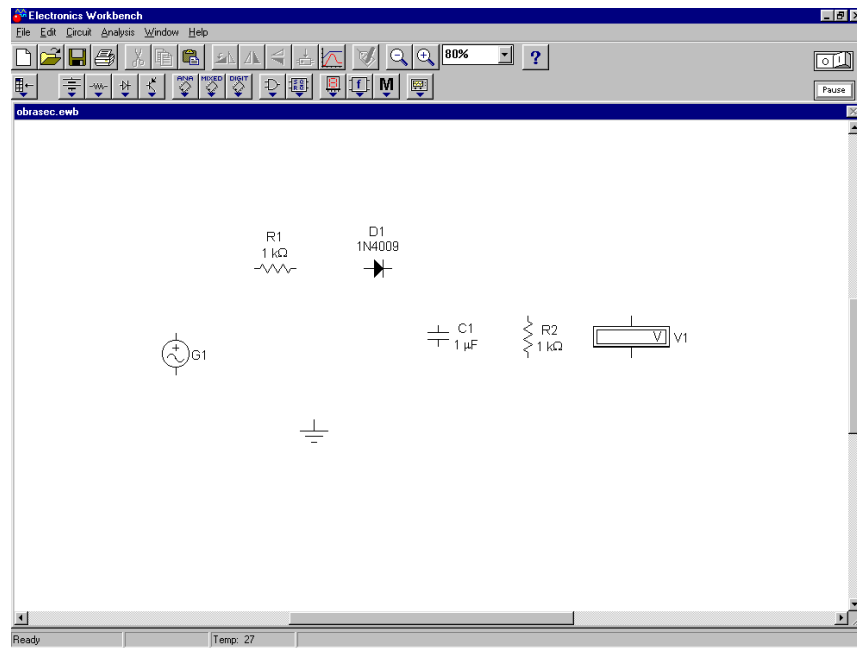 Electronics Workbench
File Edit Circuit Analysis Window Help
80%
?
ANA MIXED DIGIT
f M
Pause
obrasec.ewb
R1
1 kΩ
D1
1N4009
C1
1 µF
R2
1 kΩ
V V1
G1
Ready Temp: 27